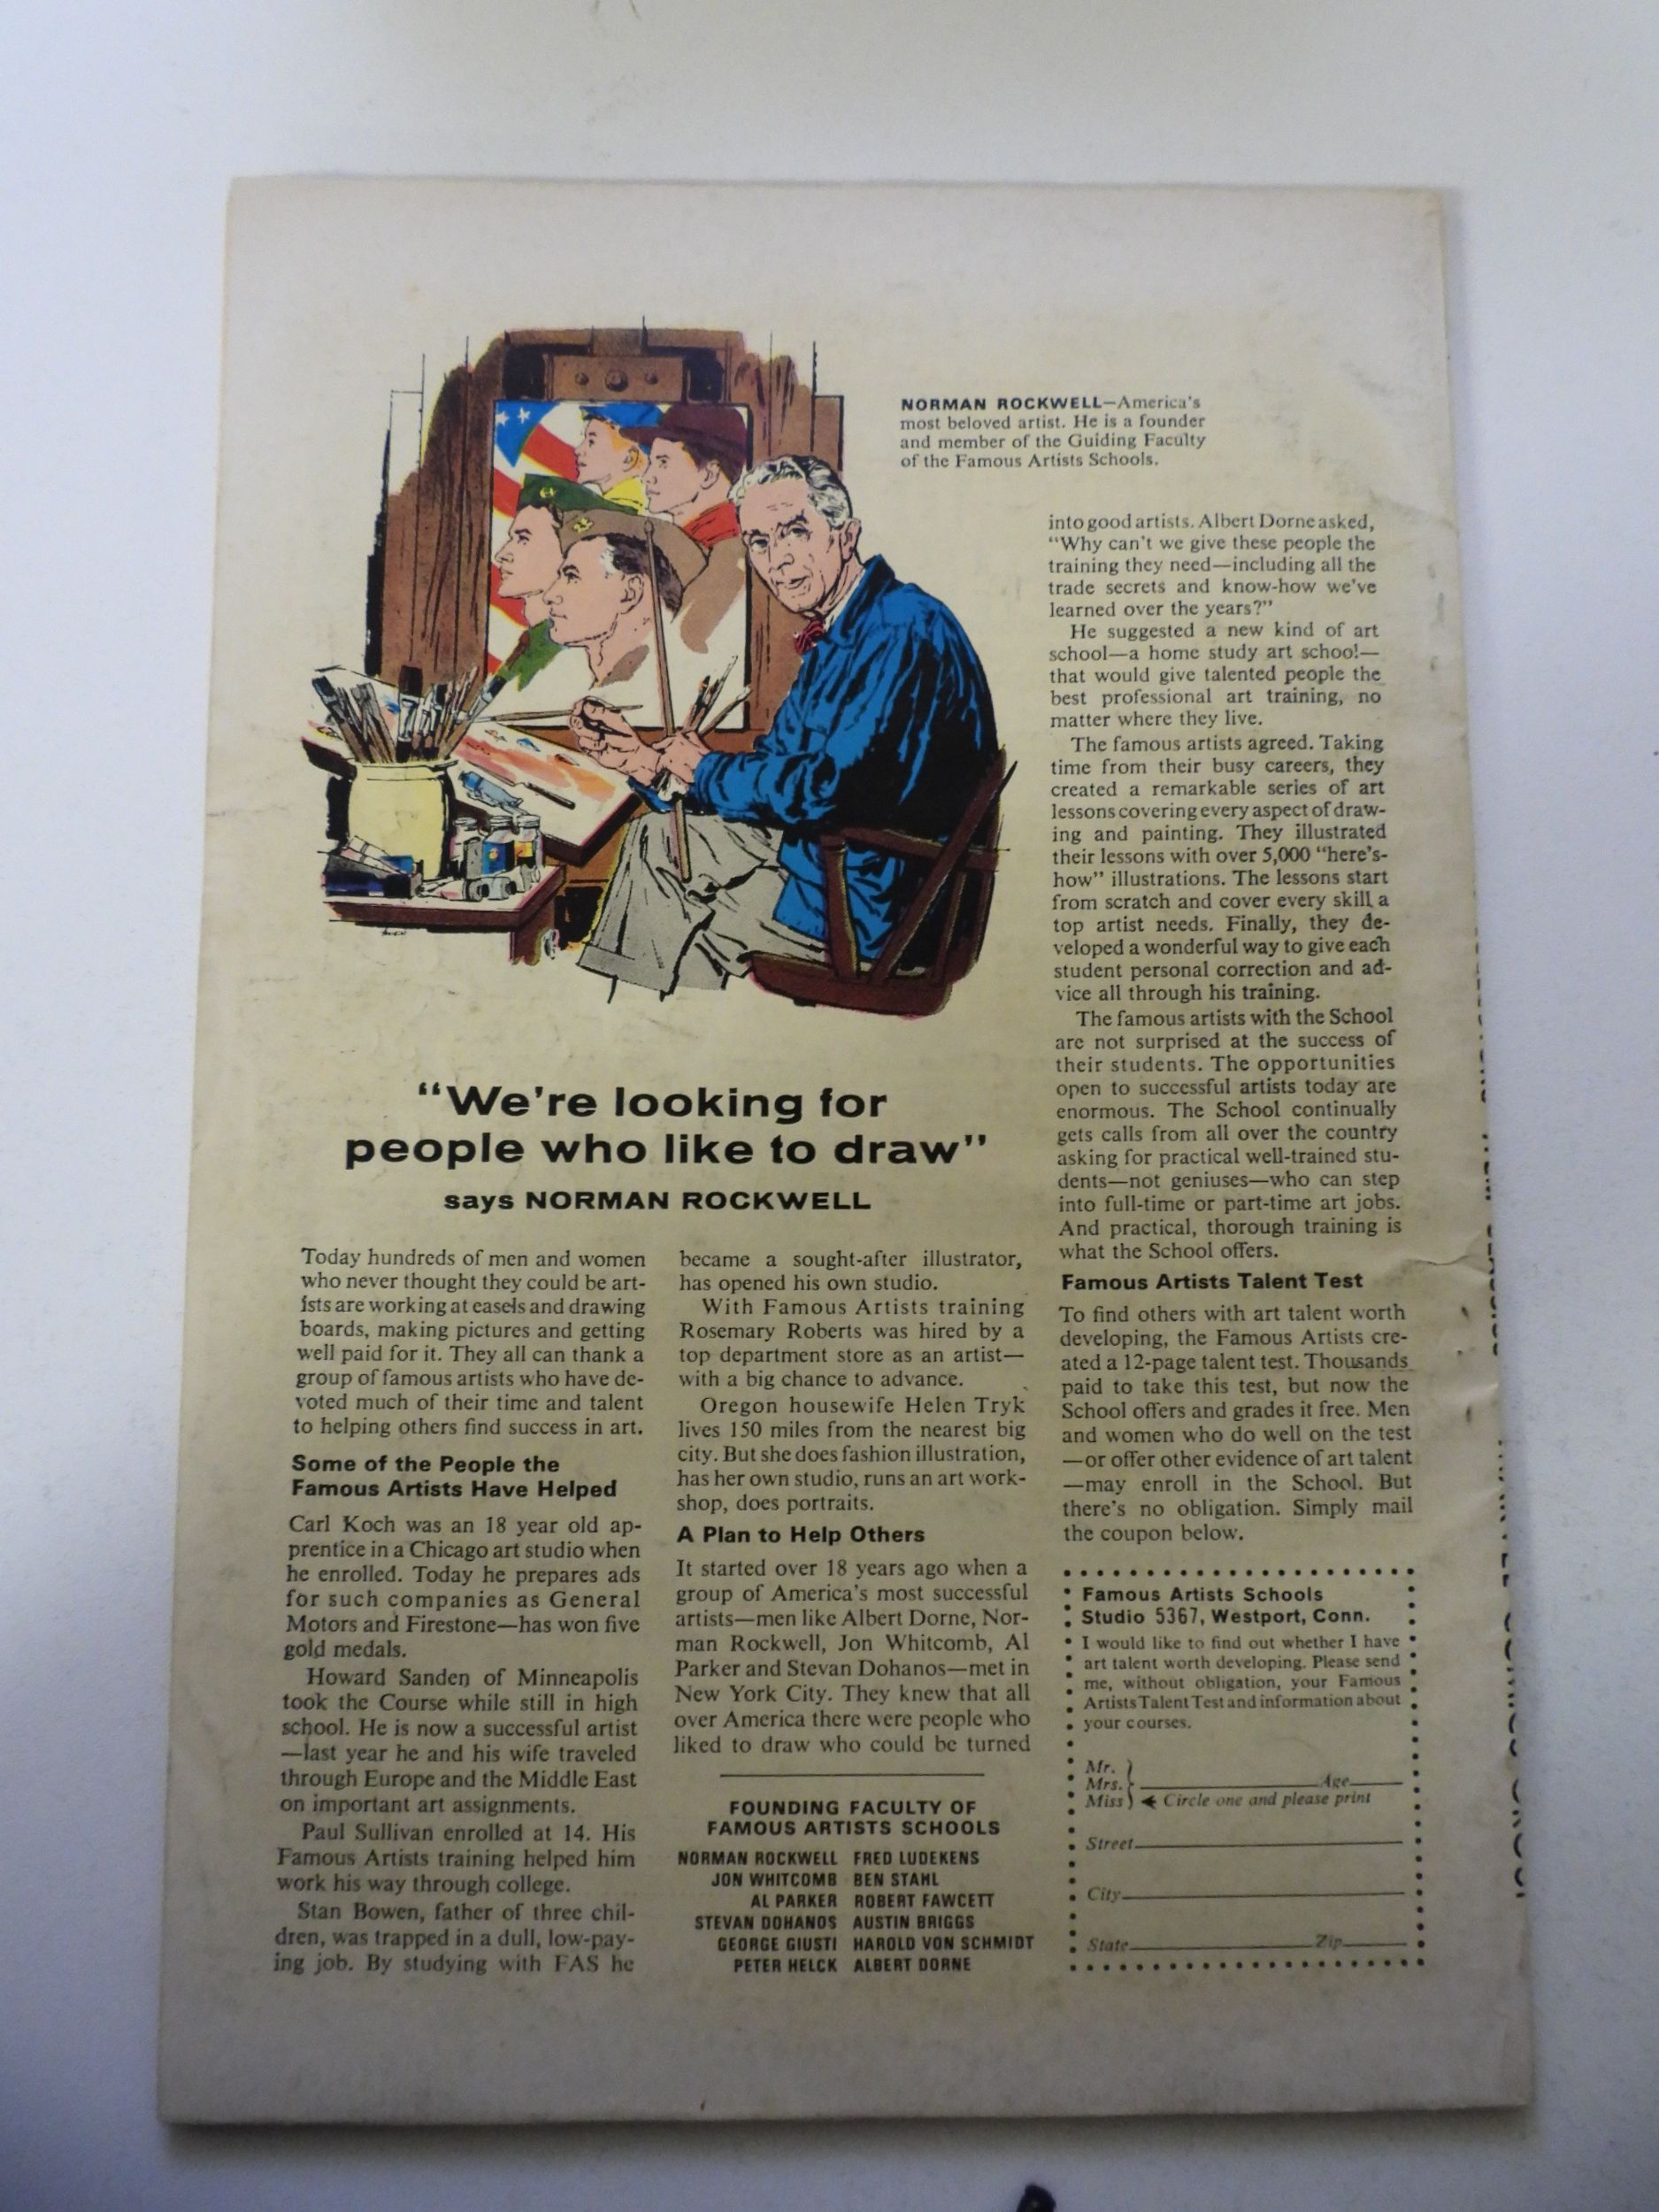 NORMAN ROCKWELL—America's
most beloved artist. He is a founder
and member of the Guiding Faculty
of the Famous Artists Schools.
"We're looking for
people who like to draw"
says NORMAN ROCKWELL
Today hundreds of men and women
who never thought they could be art-
ists are working at easels and drawing
boards, making pictures and getting
well paid for it. They all can thank a
group of famous artists who have de-
voted much of their time and talent
to helping others find success in art.
Some of the People the
Famous Artists Have Helped
Carl Koch was an 18 year old ap-
prentice in a Chicago art studio when
he enrolled. Today he prepares ads
for such companies as General
Motors and Firestone—has won five
gold medals.
Howard Sanden of Minneapolis
took the Course while still in high
school. He is now a successful artist
—last year he and his wife traveled
through Europe and the Middle East
on important art assignments.
Paul Sullivan enrolled at 14. His
Famous Artists training helped him
work his way through college.
Stan Bowen, father of three chil-
dren, was trapped in a dull, low-pay-
ing job. By studying with FAS he
became a sought-after illustrator,
has opened his own studio.
With Famous Artists training
Rosemary Roberts was hired by a
top department store as an artist—
with a big chance to advance.
Oregon housewife Helen Tryk
lives 150 miles from the nearest big
city. But she does fashion illustration,
has her own studio, runs an art work-
shop, does portraits.
A Plan to Help Others
It started over 18 years ago when a
group of America's most successful
artists—men like Albert Dorne, Nor-
man Rockwell, Jon Whitcomb, Al
Parker and Stevan Dohanos—met in
New York City. They knew that all
over America there were people who
liked to draw who could be turned
FOUNDING FACULTY OF
FAMOUS ARTISTS SCHOOLS
NORMAN ROCKWELL FRED LUDEKENS
JON WHITCOMB BEN STAHL
AL PARKER ROBERT FAWCETT
STEVAN DOHANOS AUSTIN BRIGGS
GEORGE GIUSTI HAROLD VON SCHMIDT
PETER HELCK ALBERT DORNE
into good artists. Albert Dorne asked,
"Why can't we give these people the
training they need—including all the
trade secrets and know-how we've
learned over the years?"
He suggested a new kind of art
school—a home study art school—
that would give talented people the
best professional art training, no
matter where they live.
The famous artists agreed. Taking
time from their busy careers, they
created a remarkable series of art
lessons covering every aspect of draw-
ing and painting. They illustrated
their lessons with over 5,000 "here's-
how" illustrations. The lessons start
from scratch and cover every skill a
top artist needs. Finally, they de-
veloped a wonderful way to give each
student personal correction and ad-
vice all through his training.
The famous artists with the School
are not surprised at the success of
their students. The opportunities
open to successful artists today are
enormous. The School continually
gets calls from all over the country
asking for practical well-trained stu-
dents—not geniuses—who can step
into full-time or part-time art jobs.
And practical, thorough training is
what the School offers.
Famous Artists Talent Test
To find others with art talent worth
developing, the Famous Artists cre-
ated a 12-page talent test. Thousands
paid to take this test, but now the
School offers and grades it free. Men
and women who do well on the test
—or offer other evidence of art talent
—may enroll in the School. But
there's no obligation. Simply mail
the coupon below.
Famous Artists Schools
Studio 5367, Westport, Conn.
I would like to find out whether I have
art talent worth developing. Please send
me, without obligation, your Famous
Artists Talent Test and information about
your courses.
Mr.
Mrs. Age
Miss Circle one and please print
Street
City
State Zip